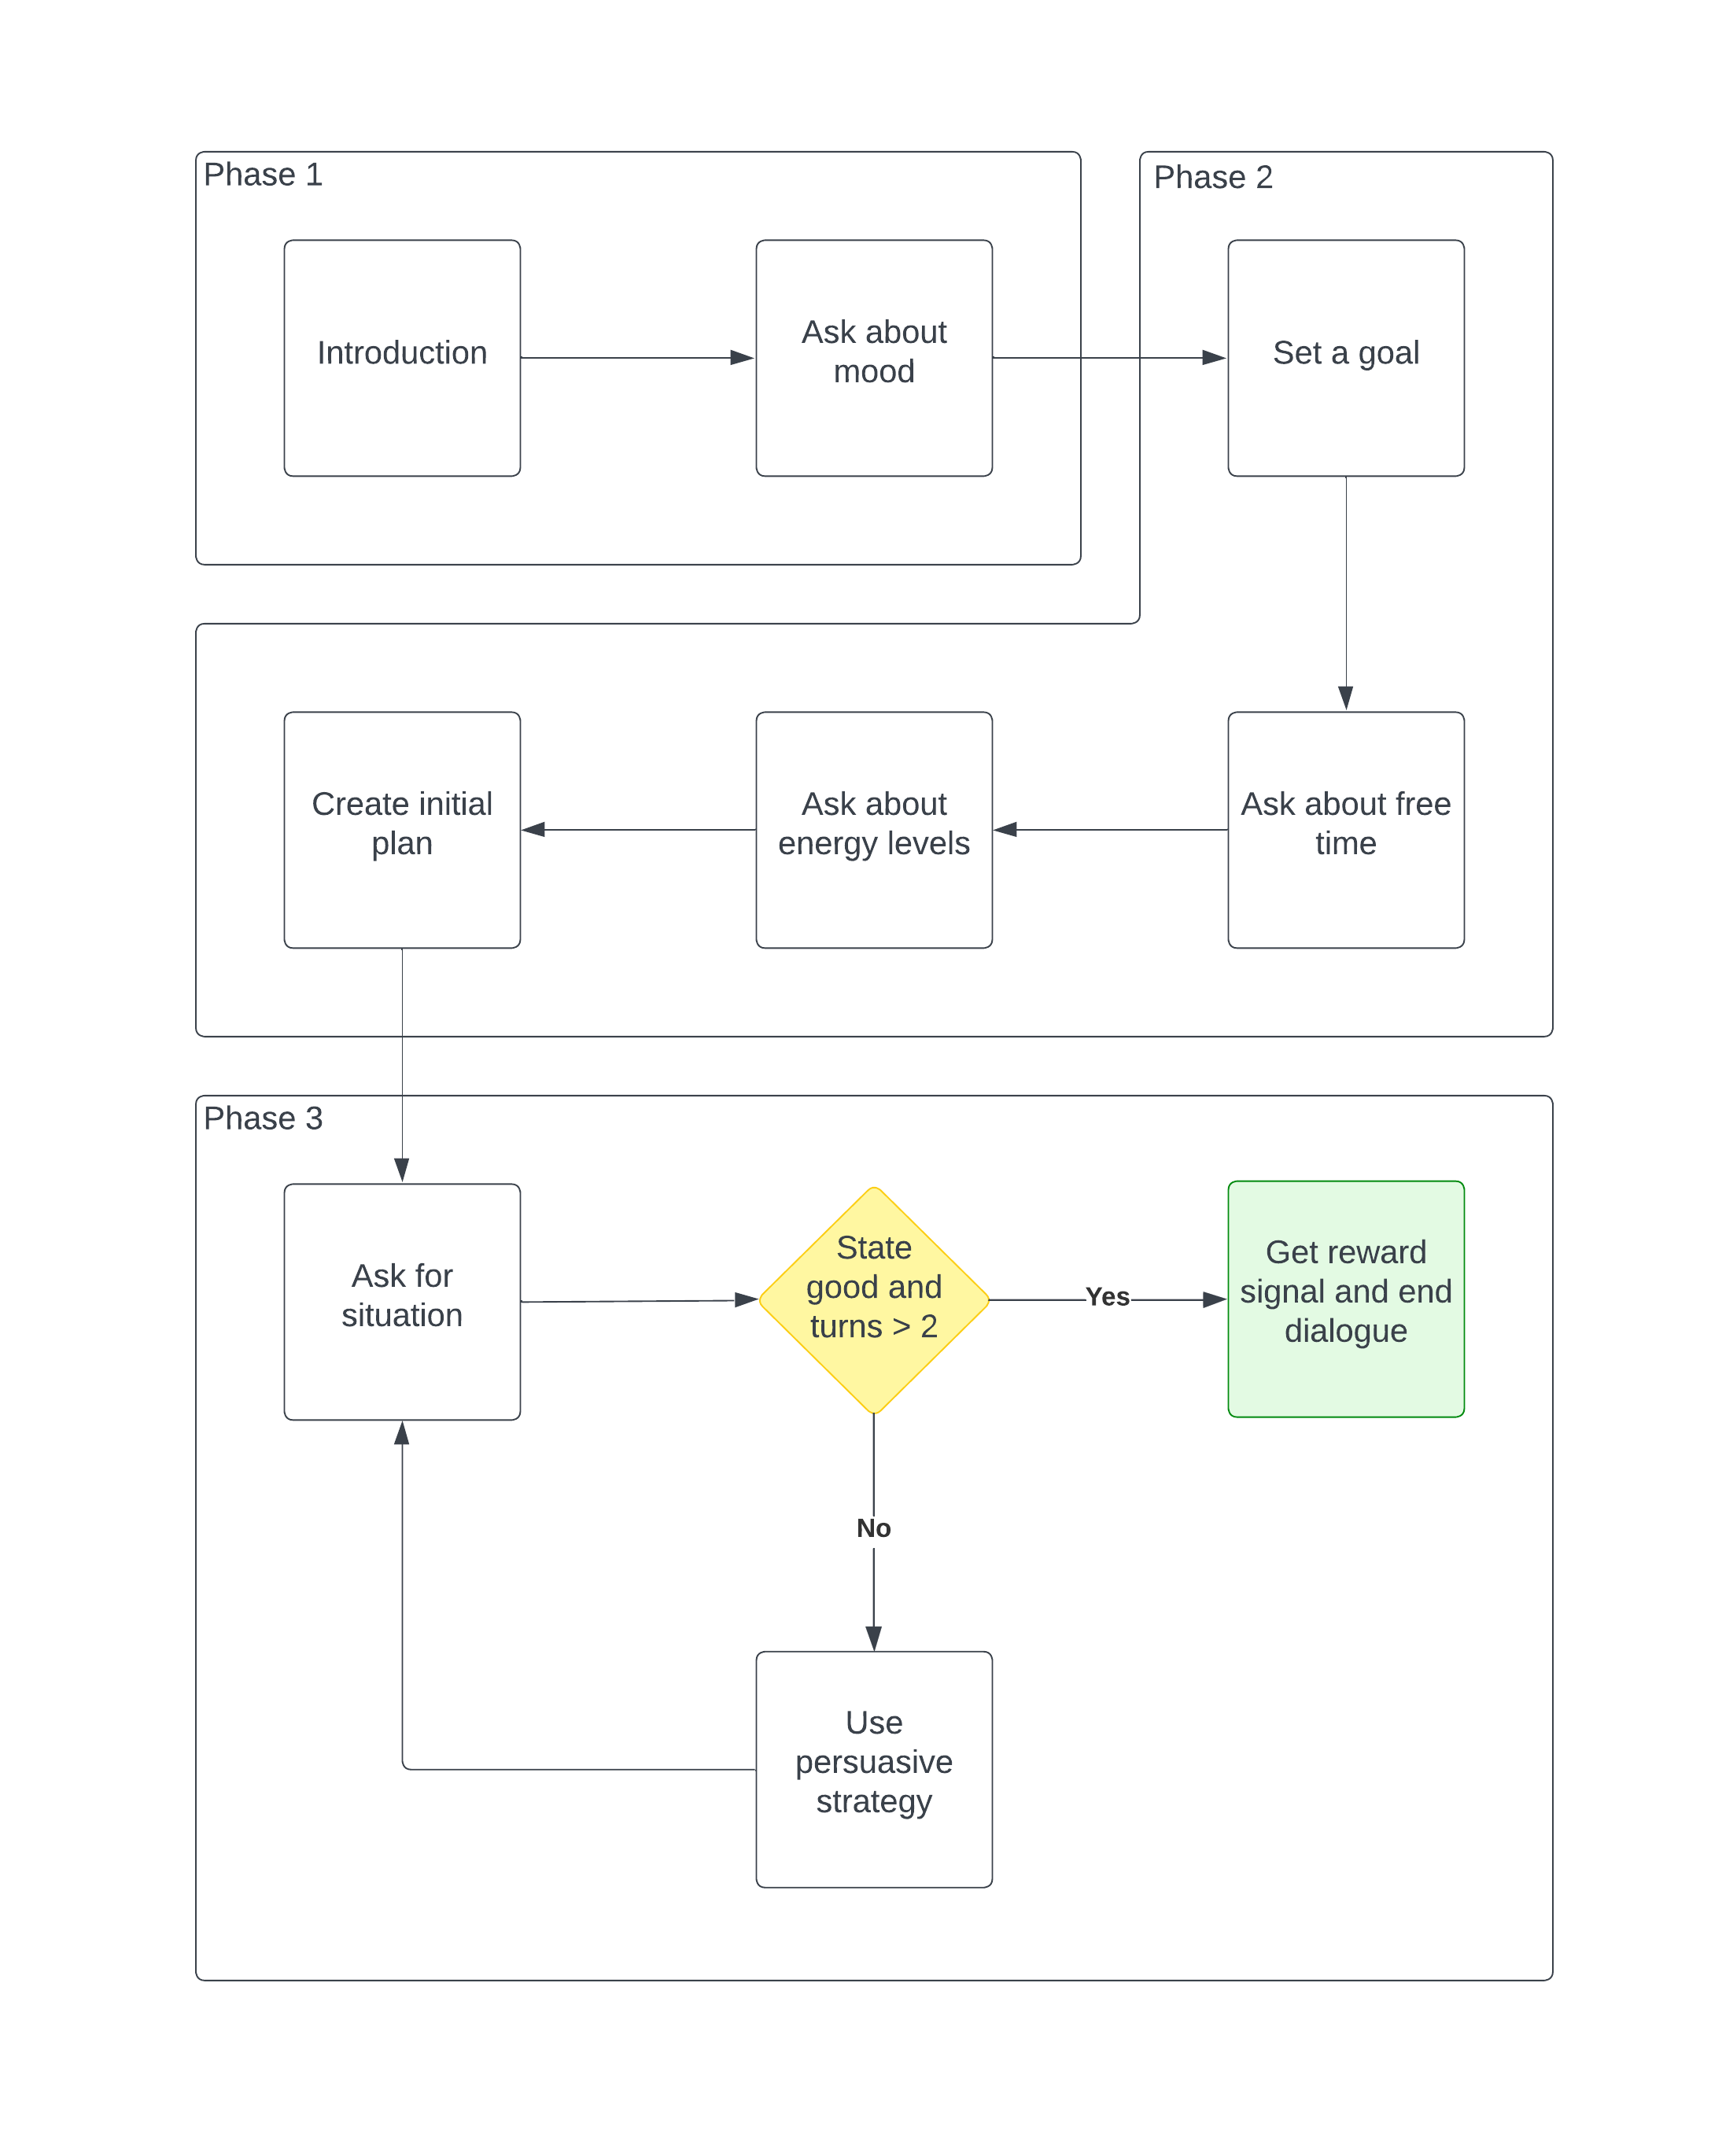 Phase 1
Introduction
Ask about
mood
Phase 2
Set a goal
Ask about free
time
Ask about
energy levels
Create initial
plan
Phase 3
Ask for
situation
State
good and
turns > 2
Yes
Get reward
signal and end
dialogue
No
Use
persuasive
strategy